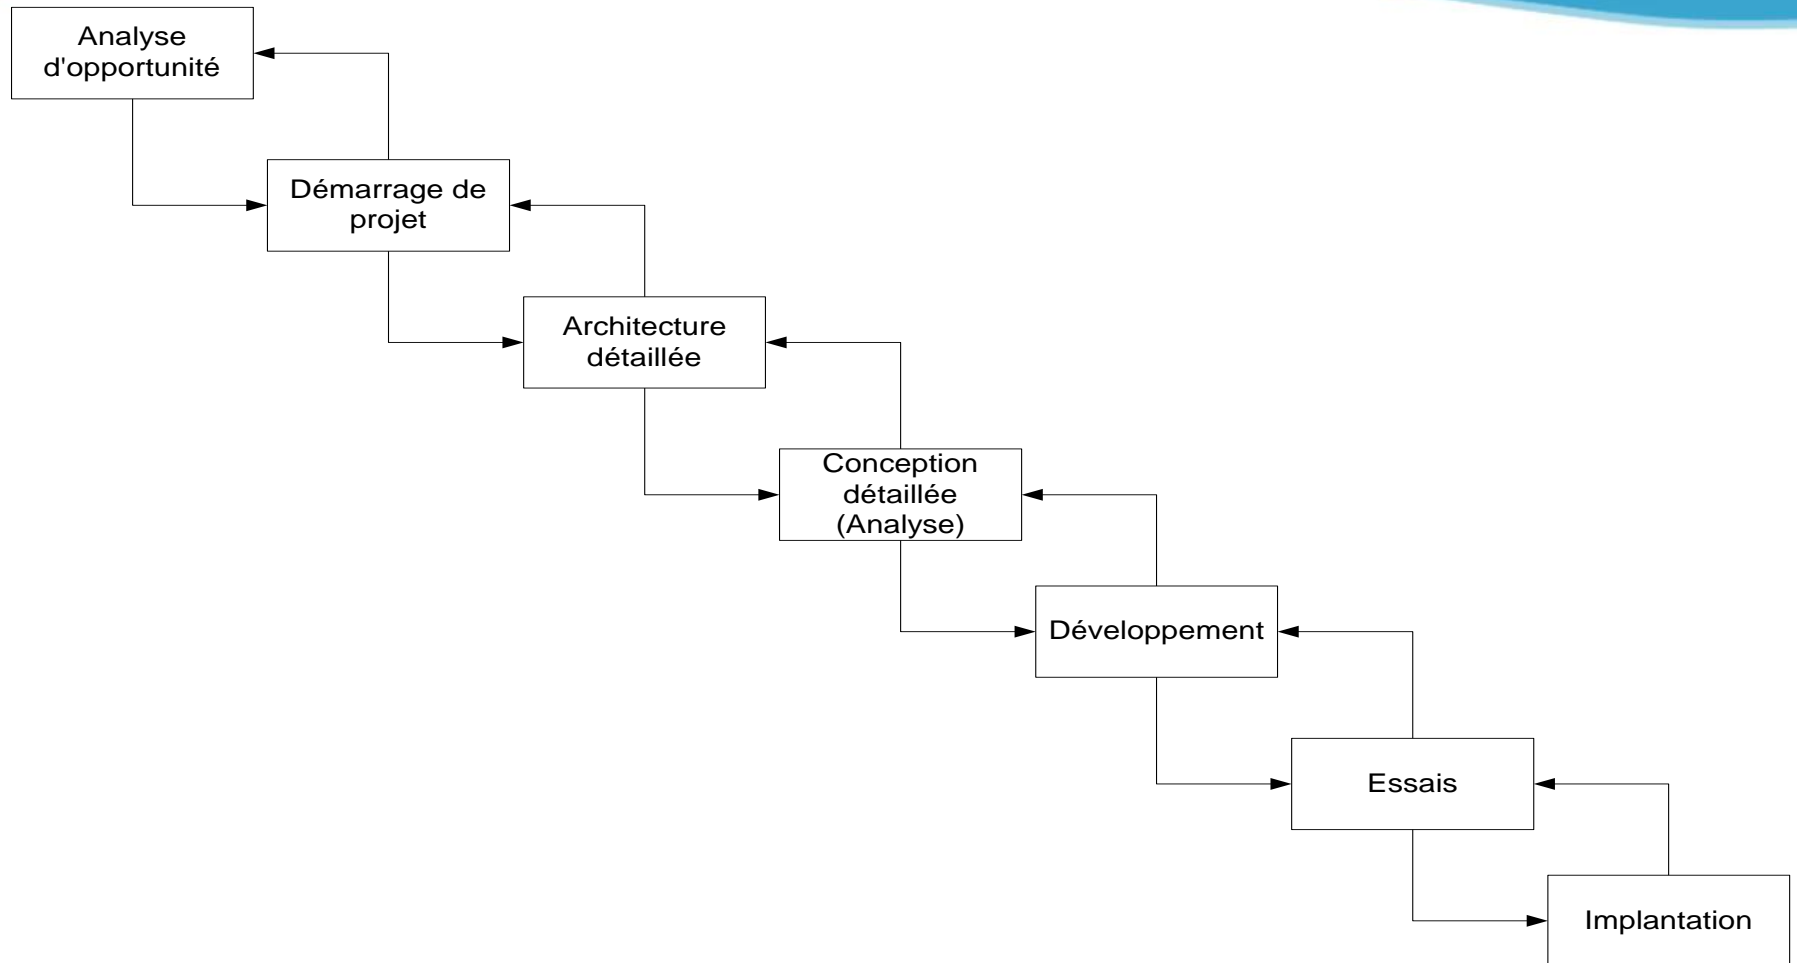 Analyse
d'opportunité
Démarrage de
projet
Architecture
détaillée
Conception
détaillée
(Analyse)
Développement
Essais
Implantation